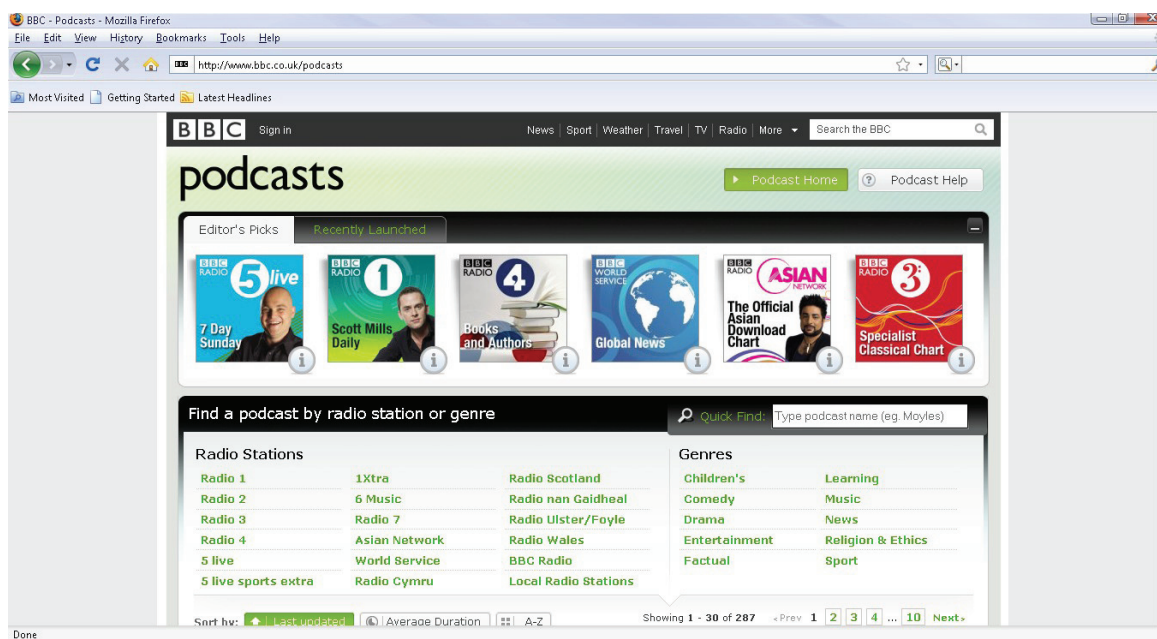 BBC - Podcasts - Mozilla Firefox
File Edit View History Bookmarks Tools Help
BBC http://www.bbc.co.uk/podcasts
Most Visited Getting Started Latest Headlines
BBC Sign in News Sport Weather Travel TV Radio More Search the BBC
podcasts
Podcast Home ? Podcast Help
Editor's Picks Recently Launched
BBC RADIO 5 live
7 Day Sunday i
BBC RADIO 1
Scott Mills Daily i
BBC RADIO 4
Books and Authors i
BBC WORLD SERVICE
Global News i
BBC RADIO ASIAN NETWORK
The Official Asian Download Chart i
BBC RADIO 3
Specialist Classical Chart i
Find a podcast by radio station or genre Quick Find: Type podcast name (eg. Moyles)
Radio Stations Genres
Radio 1 1Xtra Radio Scotland Children's Learning
Radio 2 6 Music Radio nan Gaidheal Comedy Music
Radio 3 Radio 7 Radio Ulster/Foyle Drama News
Radio 4 Asian Network Radio Wales Entertainment Religion & Ethics
5 live World Service BBC Radio Factual Sport
5 live sports extra Radio Cymru Local Radio Stations
Sort by: Last updated Average Duration A-Z Showing 1 - 30 of 287 «Prev 1 2 3 4 ... 10 Next»
Done